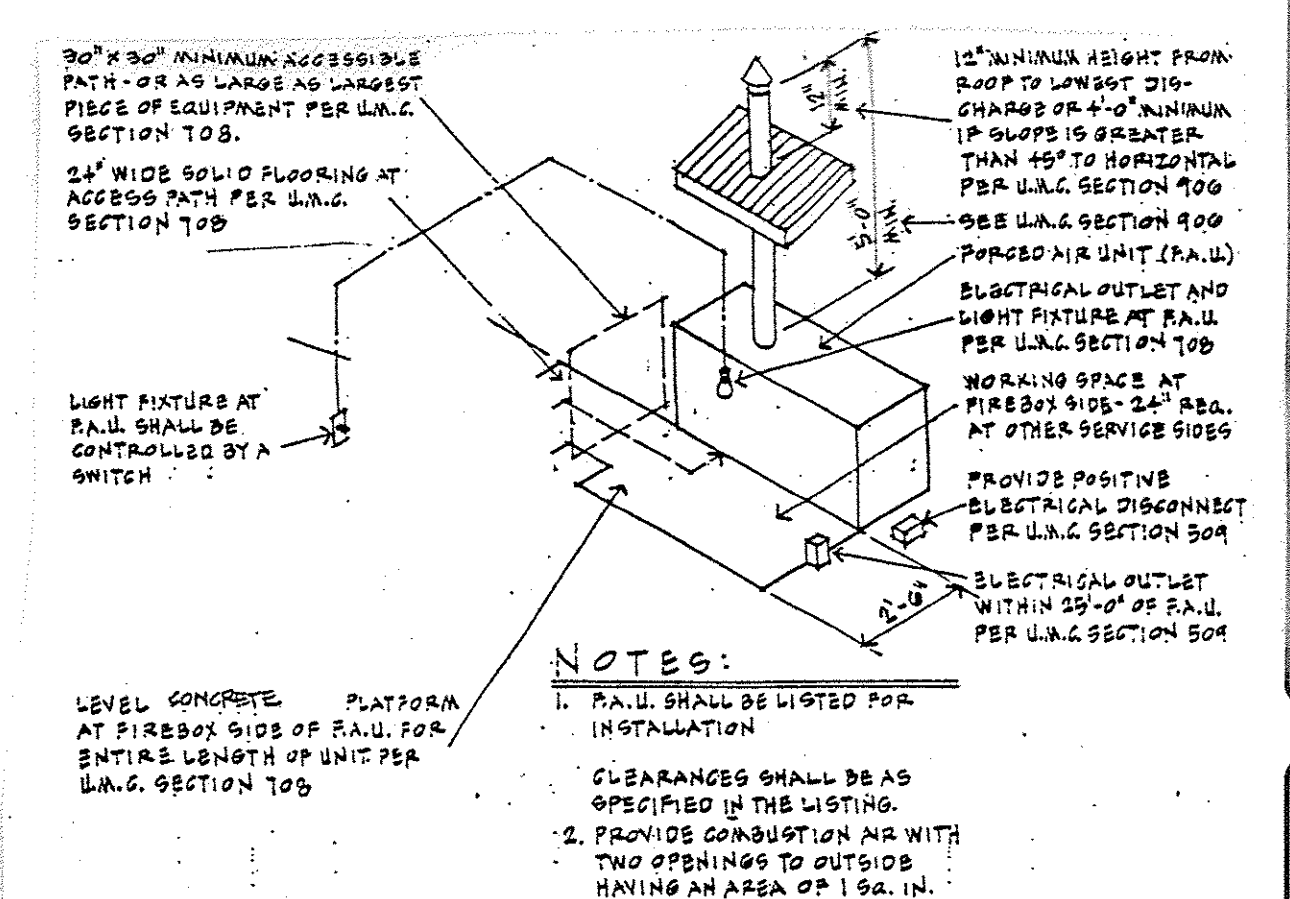 30" X 30" MINIMUM ACCESSIBLE
PATH - OR AS LARGE AS LARGEST
PIECE OF EQUIPMENT PER U.M.C.
SECTION 708.
24" WIDE SOLID FLOORING AT
ACCESS PATH PER U.M.C.
SECTION 708
LIGHT FIXTURE AT
F.A.U. SHALL BE
CONTROLLED BY A
SWITCH
LEVEL CONCRETE PLATFORM
AT FIREBOX SIDE OF F.A.U. FOR
ENTIRE LENGTH OF UNIT PER
U.M.C. SECTION 708
12" MIN.
5'-0" MIN.
2'-6"
12" MINIMUM HEIGHT FROM
ROOF TO LOWEST DIS-
CHARGE OR 4'-0" MINIMUM
IF SLOPE IS GREATER
THAN 45° TO HORIZONTAL
PER U.M.C. SECTION 906
SEE U.M.C. SECTION 906
FORCED AIR UNIT (F.A.U.)
ELECTRICAL OUTLET AND
LIGHT FIXTURE AT F.A.U.
PER U.M.C. SECTION 708
WORKING SPACE AT
FIREBOX SIDE - 24" REQ.
AT OTHER SERVICE SIDES
PROVIDE POSITIVE
ELECTRICAL DISCONNECT
PER U.M.C. SECTION 509
ELECTRICAL OUTLET
WITHIN 25'-0" OF F.A.U.
PER U.M.C. SECTION 509
NOTES:
1. F.A.U. SHALL BE LISTED FOR
INSTALLATION
CLEARANCES SHALL BE AS
SPECIFIED IN THE LISTING.
2. PROVIDE COMBUSTION AIR WITH
TWO OPENINGS TO OUTSIDE
HAVING AN AREA OF 1 SQ. IN.